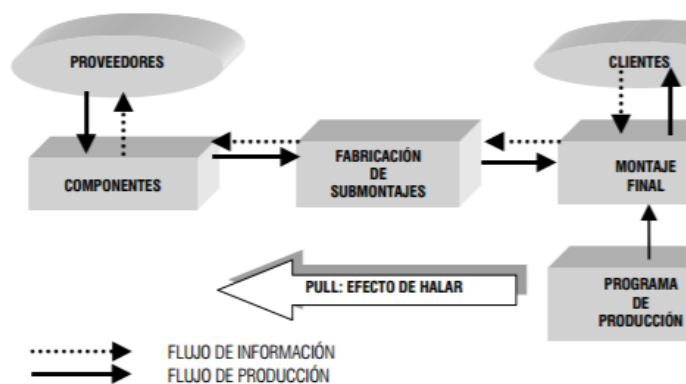 PROVEEDORES
CLIENTES
COMPONENTES
FABRICACIÓN
DE
SUBMONTAJES
MONTAJE
FINAL
PULL: EFECTO DE HALAR
PROGRAMA
DE
PRODUCCIÓN
FLUJO DE INFORMACIÓN
FLUJO DE PRODUCCIÓN